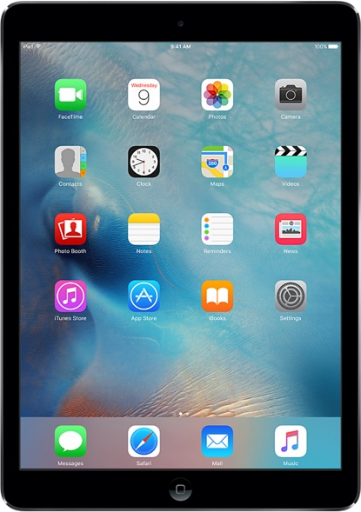 iPad 9:41 AM 100%
Wednesday
9
FaceTime Calendar Photos Camera
280
Contacts Clock Maps Videos
Photo Booth Notes Reminders News
iTunes Store App Store iBooks Settings
Messages Safari Mail Music